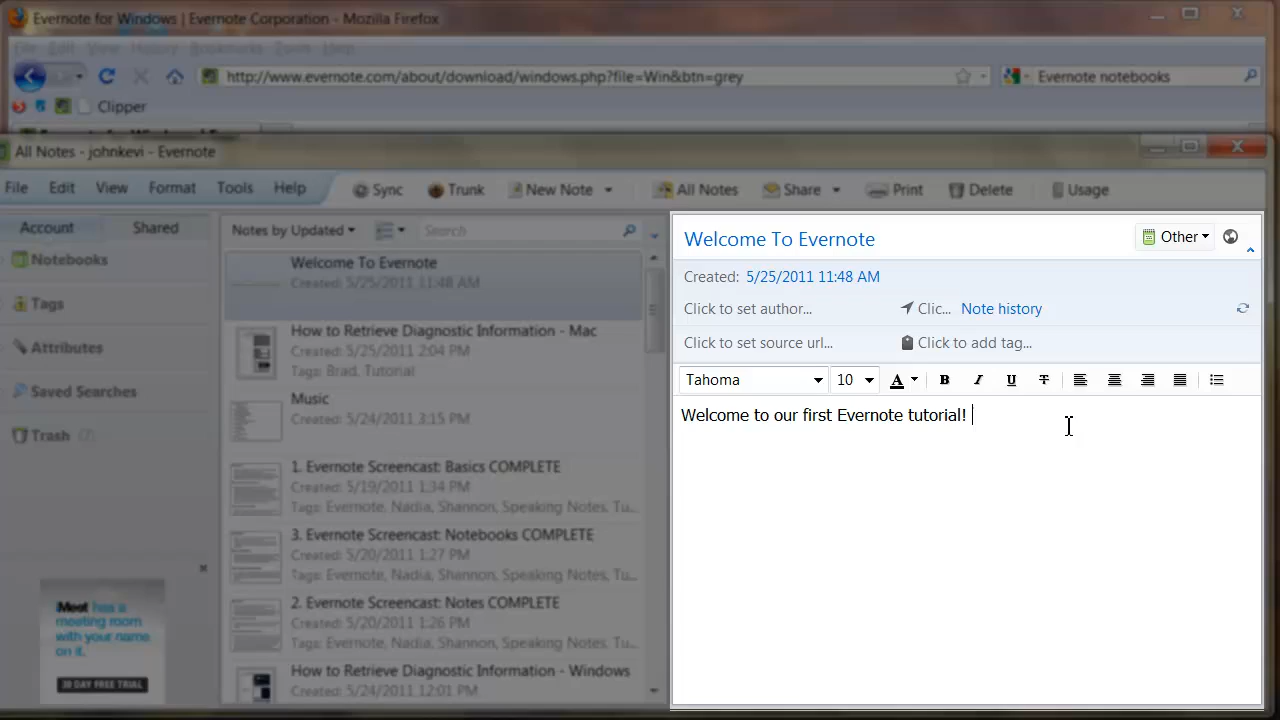 Evernote for Windows | Evernote Corporation - Mozilla Firefox
File Edit View History Bookmarks Tools Help
http://www.evernote.com/about/download/windows.php?file=Win&btn=grey
Evernote notebooks
Clipper
All Notes - johnkevi - Evernote
File Edit View Format Tools Help
Sync Trunk New Note All Notes Share Print Delete Usage
Account Shared
Notebooks
Tags
Attributes
Saved Searches
Trash
iMeet has a
meeting room
with your name
on it.
30 DAY FREE TRIAL
Notes by Updated
Search
Welcome To Evernote
Created: 5/25/2011 11:48 AM
How to Retrieve Diagnostic Information - Mac
Created: 5/25/2011 2:04 PM
Tags: Brad, Tutorial
Music
Created: 5/24/2011 3:15 PM
1. Evernote Screencast: Basics COMPLETE
Created: 5/19/2011 1:34 PM
Tags: Evernote, Nadia, Shannon, Speaking Notes, Tu...
3. Evernote Screencast: Notebooks COMPLETE
Created: 5/20/2011 1:27 PM
Tags: Evernote, Nadia, Shannon, Speaking Notes, Tu...
2. Evernote Screencast: Notes COMPLETE
Created: 5/20/2011 1:26 PM
Tags: Evernote, Nadia, Shannon, Speaking Notes, Tu...
How to Retrieve Diagnostic Information - Windows
Created: 5/24/2011 12:01 PM
Welcome To Evernote
Other
Created: 5/25/2011 11:48 AM
Click to set author...
Clic...
Note history
Click to set source url...
Click to add tag...
Tahoma 10 A B I U T
Welcome to our first Evernote tutorial!